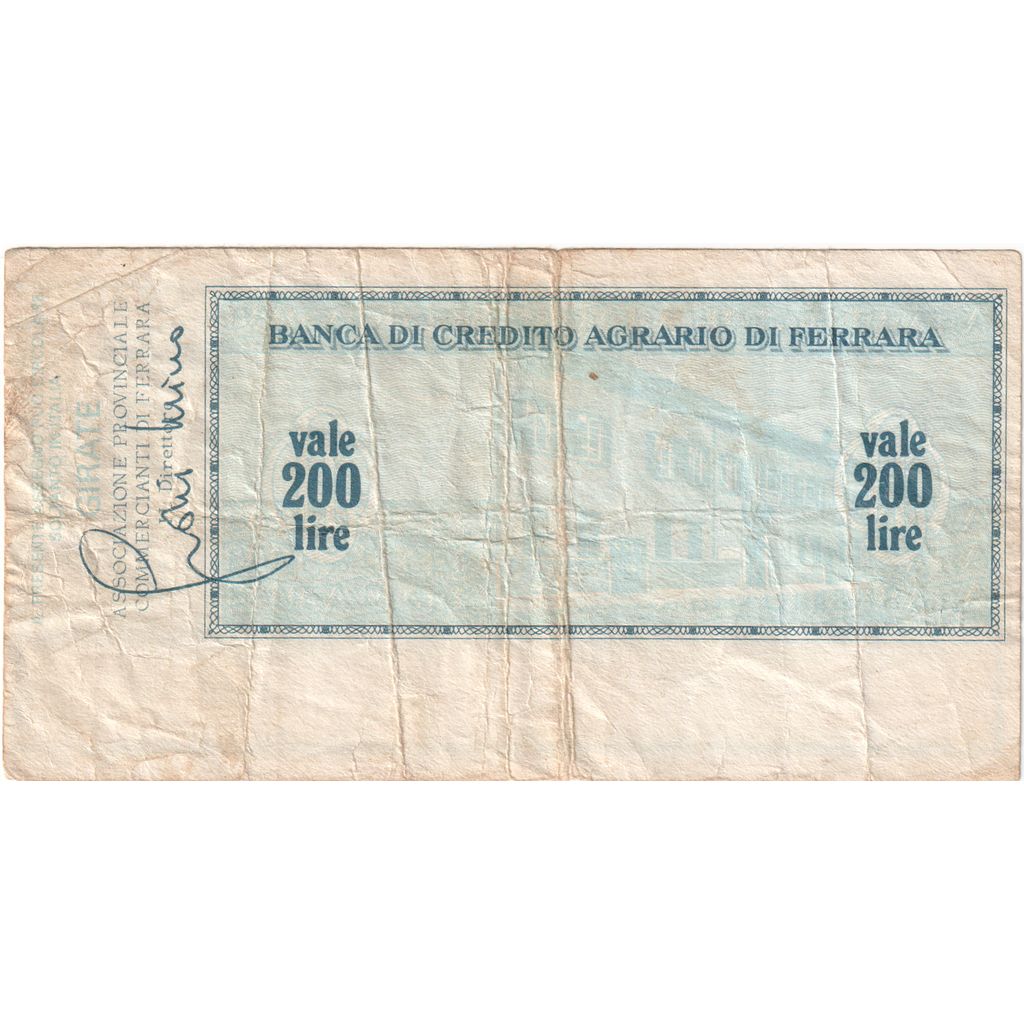 BANCA DI CREDITO AGRARIO DI FERRARA
vale
200
lire
vale
200
lire
GIRATE
ASSOCIAZIONE PROVINCIALE
COMMERCIANTI DI FERRARA